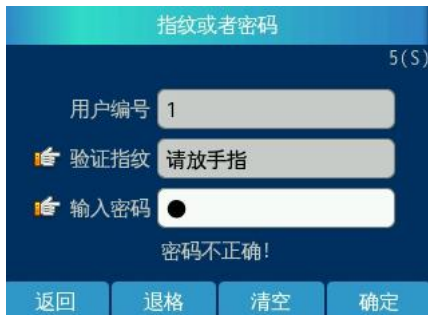 指纹或者密码
5(S)
用户编号 1
验证指纹 请放手指
输入密码 ●
密码不正确!
返回 退格 清空 确定